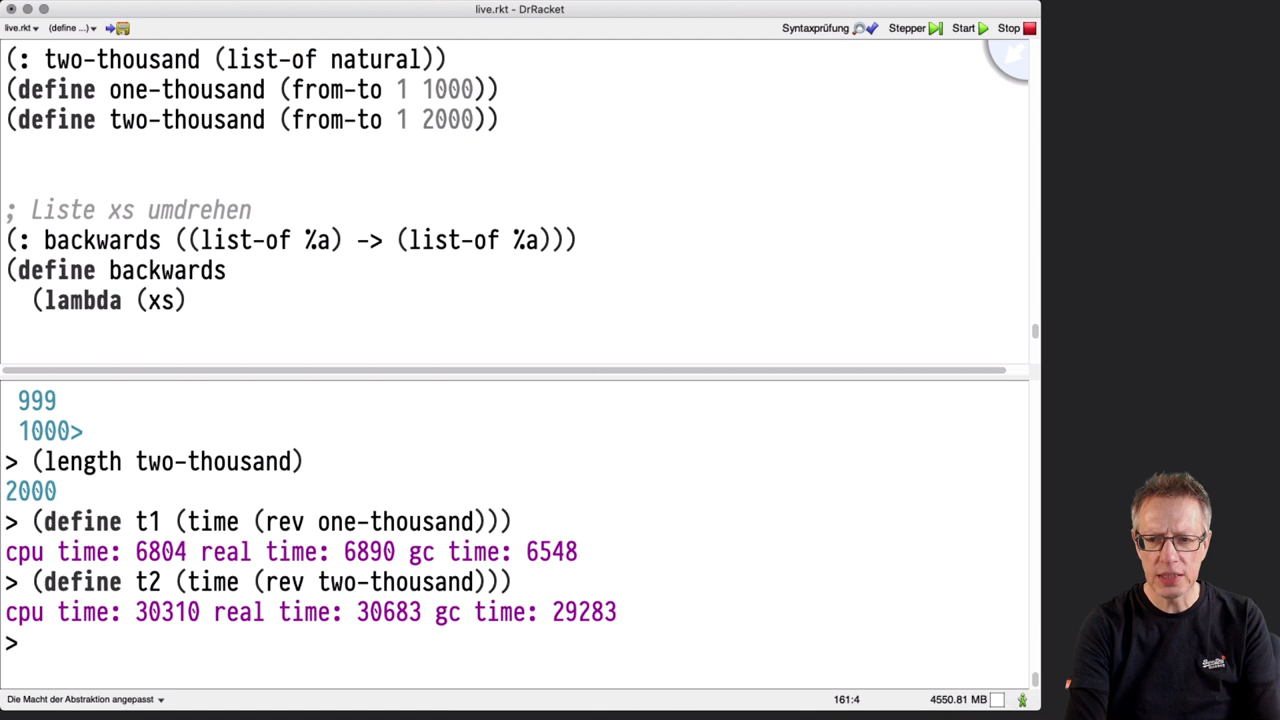 live.rkt - DrRacket
live.rkt (define ...) Syntaxprüfung Stepper Start Stop
(: two-thousand (list-of natural))
(define one-thousand (from-to 1 1000))
(define two-thousand (from-to 1 2000))
; Liste xs umdrehen
(: backwards ((list-of %a) -> (list-of %a)))
(define backwards
(lambda (xs)
999
1000>
> (length two-thousand)
2000
> (define t1 (time (rev one-thousand)))
cpu time: 6804 real time: 6890 gc time: 6548
> (define t2 (time (rev two-thousand)))
cpu time: 30310 real time: 30683 gc time: 29283
>
Die Macht der Abstraktion angepasst 161:4 4550.81 MB